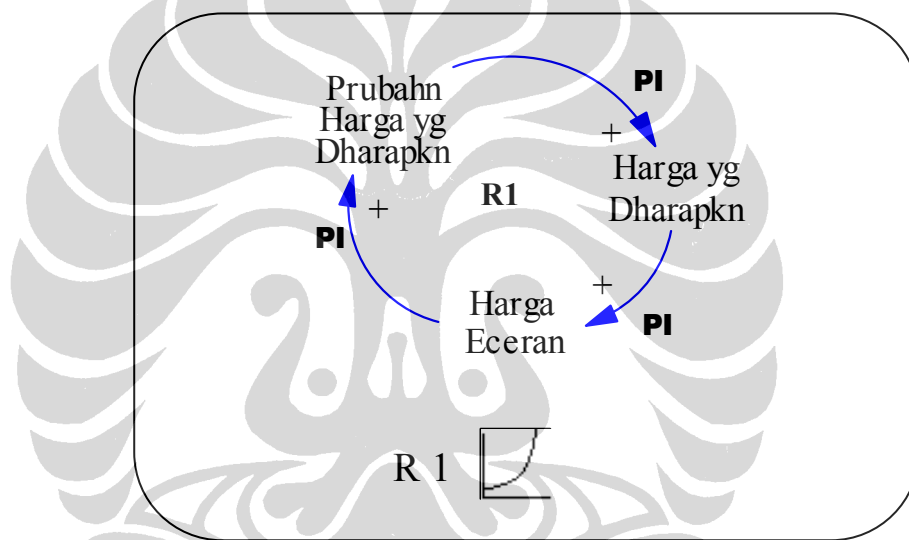 Prubahn
Harga yg
Dharapkn
PI
+
Harga yg
Dharapkn
R1
+
PI
Harga
Eceran
+
PI
R 1